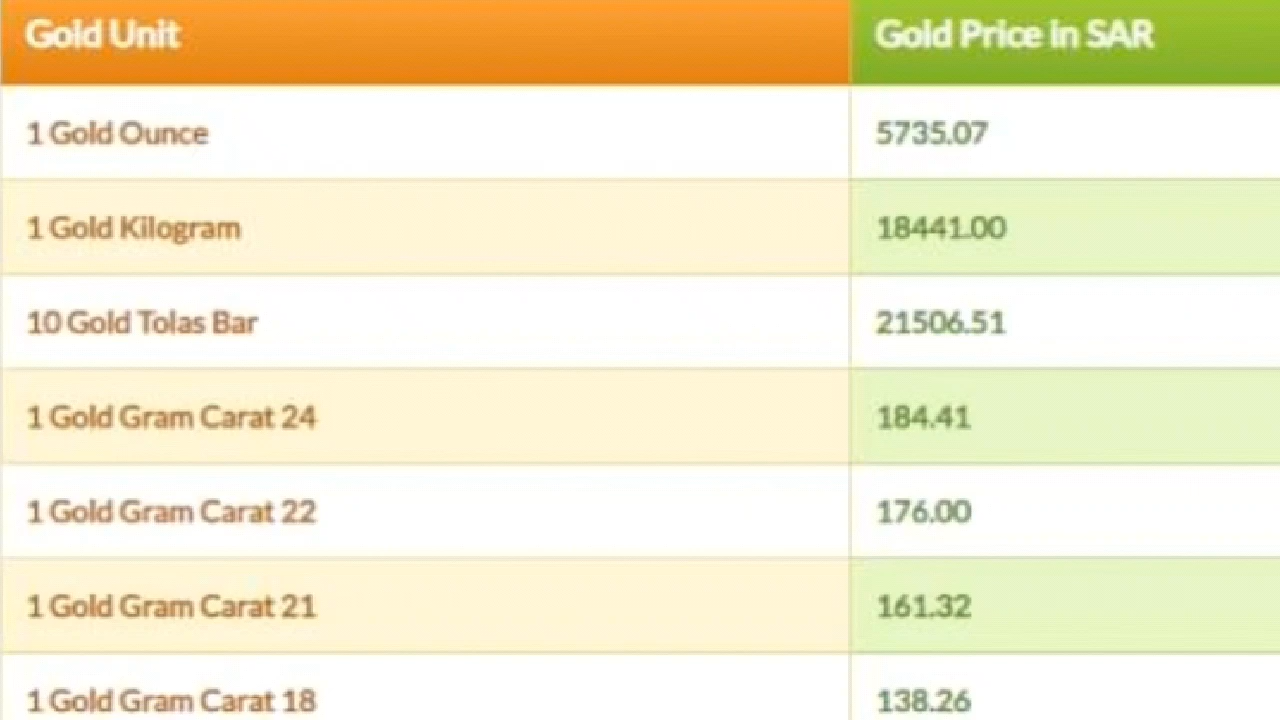 Gold Unit Gold Price in SAR
1 Gold Ounce 5735.07
1 Gold Kilogram 18441.00
10 Gold Tolas Bar 21506.51
1 Gold Gram Carat 24 184.41
1 Gold Gram Carat 22 176.00
1 Gold Gram Carat 21 161.32
1 Gold Gram Carat 18 138.26